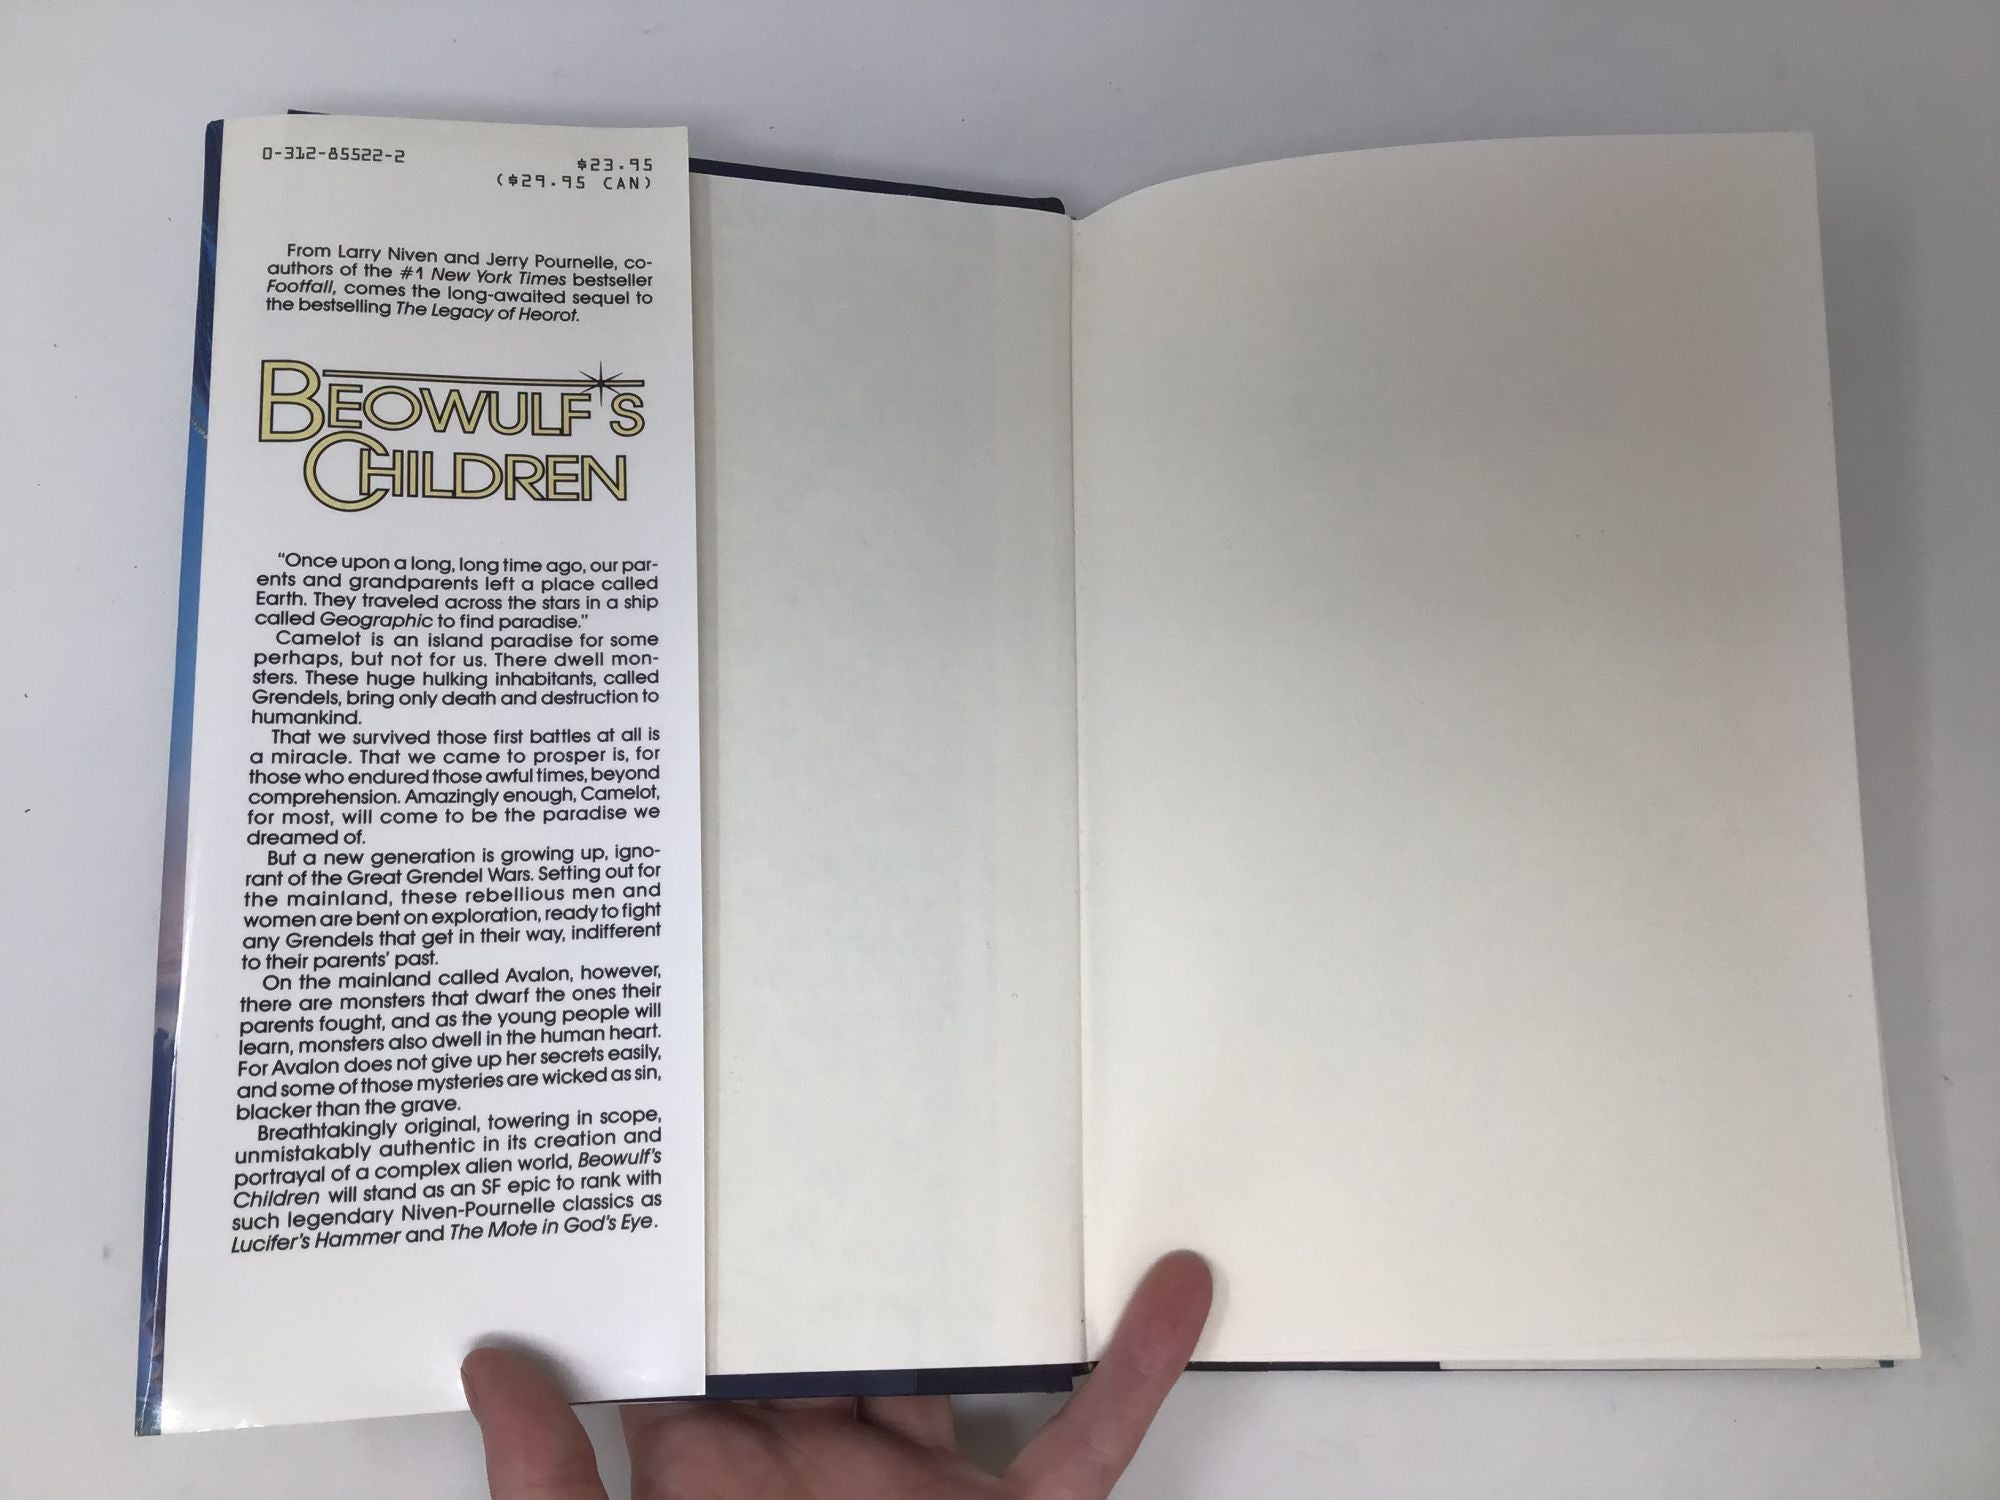 0-312-85522-2
$23.95
($29.95 CAN)
From Larry Niven and Jerry Pournelle, co-
authors of the #1 New York Times bestseller
Footfall, comes the long-awaited sequel to
the bestselling The Legacy of Heorot.
BEOWULF'S
CHILDREN
"Once upon a long, long time ago, our par-
ents and grandparents left a place called
Earth. They traveled across the stars in a ship
called Geographic to find paradise."
Camelot is an island paradise for some
perhaps, but not for us. There dwell mon-
sters. These huge hulking inhabitants, called
Grendels, bring only death and destruction to
humankind.
That we survived those first battles at all is
a miracle. That we came to prosper is, for
those who endured those awful times, beyond
comprehension. Amazingly enough, Camelot,
for most, will come to be the paradise we
dreamed of.
But a new generation is growing up, igno-
rant of the Great Grendel Wars. Setting out for
the mainland, these rebellious men and
women are bent on exploration, ready to fight
any Grendels that get in their way, indifferent
to their parents' past.
On the mainland called Avalon, however,
there are monsters that dwarf the ones their
parents fought, and as the young people will
learn, monsters also dwell in the human heart.
For Avalon does not give up her secrets easily,
and some of those mysteries are wicked as sin,
blacker than the grave.
Breathtakingly original, towering in scope,
unmistakably authentic in its creation and
portrayal of a complex alien world, Beowulf's
Children will stand as an SF epic to rank with
such legendary Niven-Pournelle classics as
Lucifer's Hammer and The Mote in God's Eye.